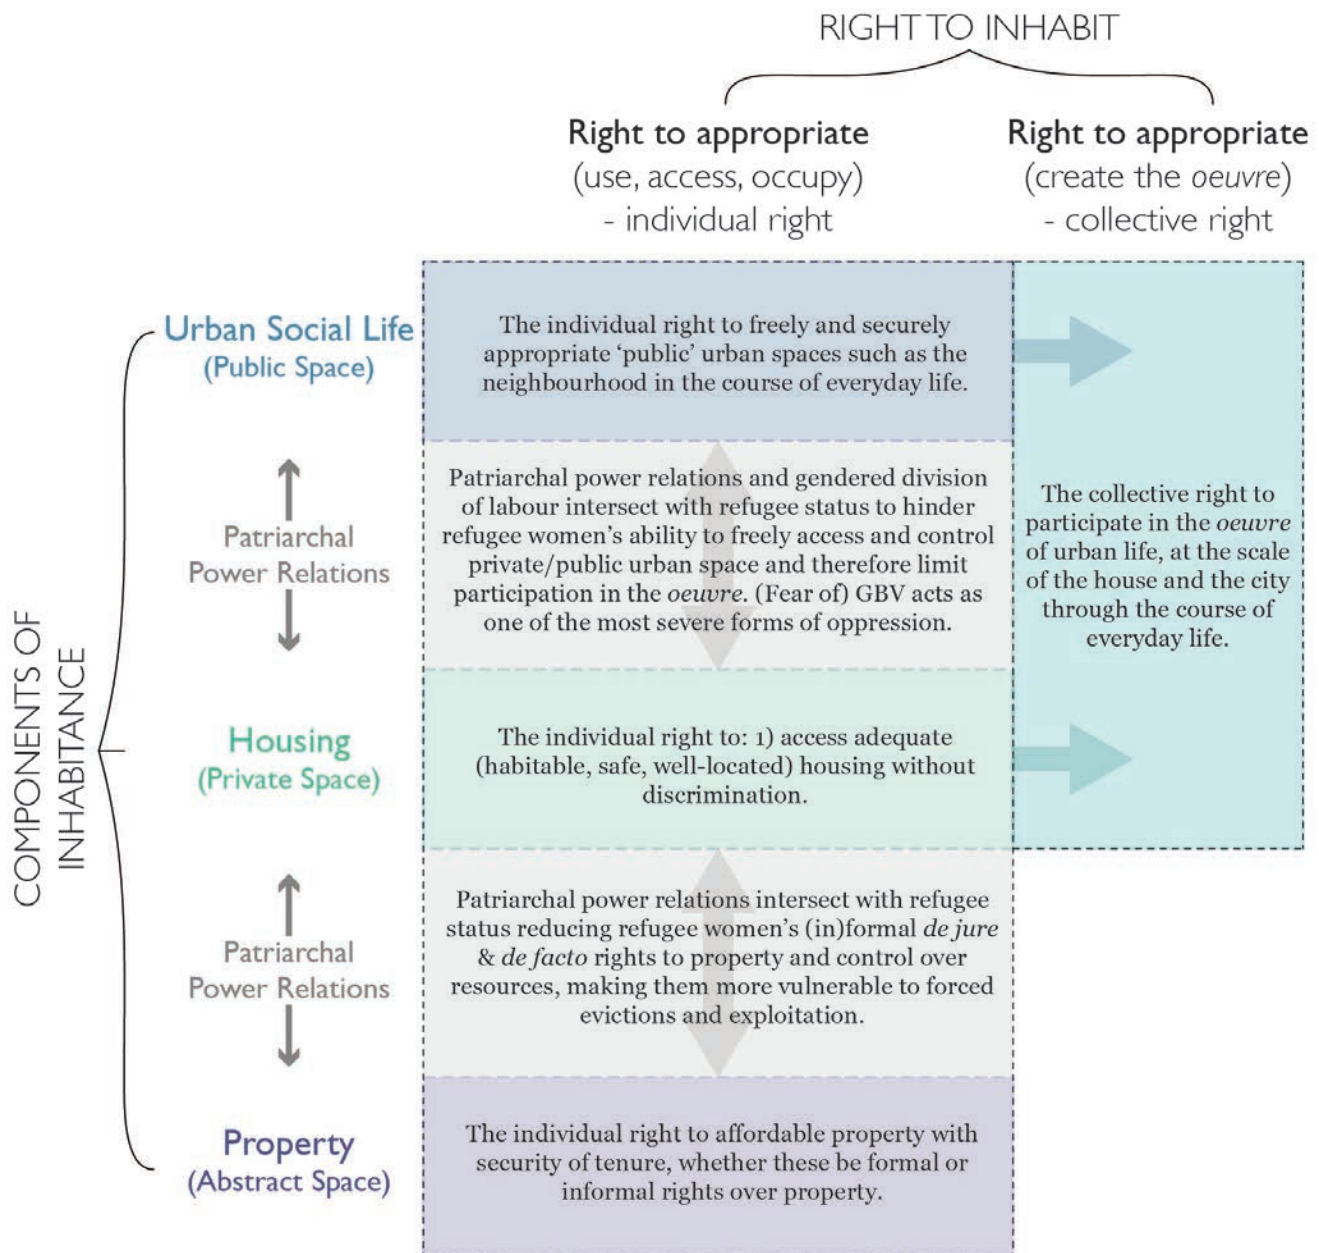 RIGHT TO INHABIT
Right to appropriate
(use, access, occupy)
- individual right
Right to appropriate
(create the oeuvre)
- collective right
COMPONENTS OF
INHABITANCE
Urban Social Life
(Public Space)
The individual right to freely and securely
appropriate ‘public’ urban spaces such as the
neighbourhood in the course of everyday life.
Patriarchal
Power Relations
Patriarchal power relations and gendered division
of labour intersect with refugee status to hinder
refugee women’s ability to freely access and control
private/public urban space and therefore limit
participation in the oeuvre. (Fear of) GBV acts as
one of the most severe forms of oppression.
The collective right to
participate in the oeuvre
of urban life, at the scale
of the house and the city
through the course of
everyday life.
Housing
(Private Space)
The individual right to: 1) access adequate
(habitable, safe, well-located) housing without
discrimination.
Patriarchal
Power Relations
Patriarchal power relations intersect with refugee
status reducing refugee women’s (in)formal de jure
& de facto rights to property and control over
resources, making them more vulnerable to forced
evictions and exploitation.
Property
(Abstract Space)
The individual right to affordable property with
security of tenure, whether these be formal or
informal rights over property.